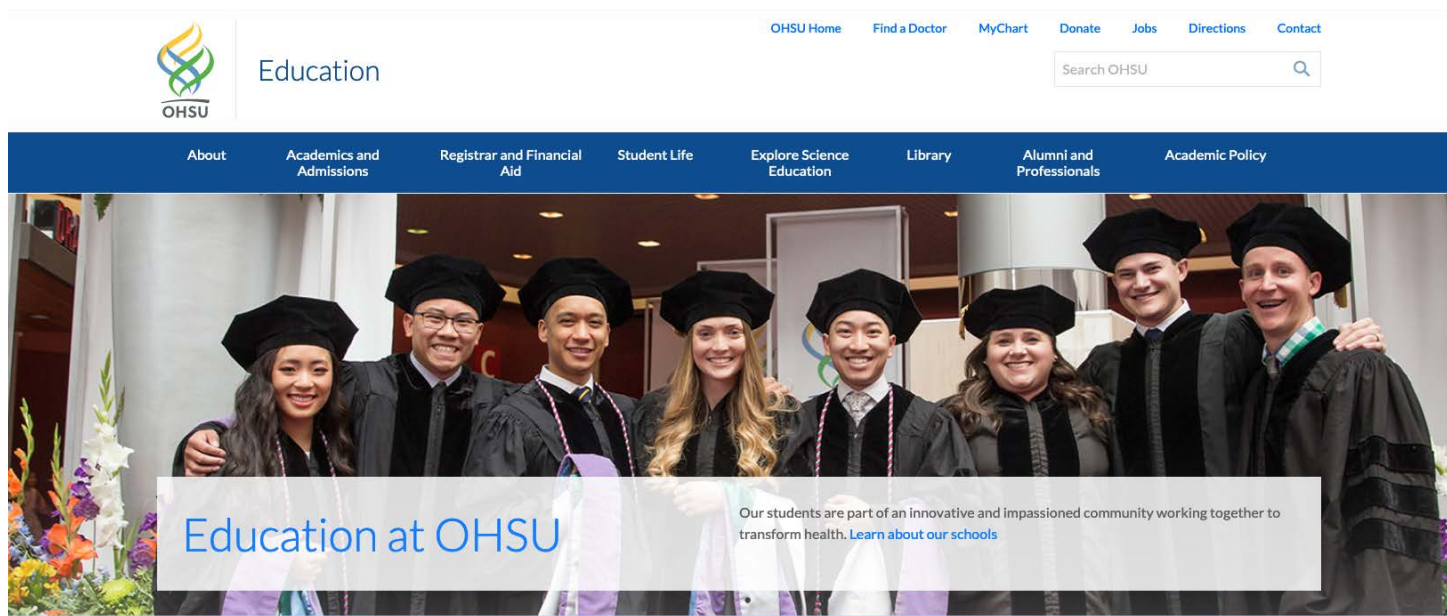 OHSU Home Find a Doctor MyChart Donate Jobs Directions Contact
OHSU
Education
Search OHSU
About Academics and Admissions Registrar and Financial Aid Student Life Explore Science Education Library Alumni and Professionals Academic Policy
Education at OHSU
Our students are part of an innovative and impassioned community working together to
transform health. Learn about our schools